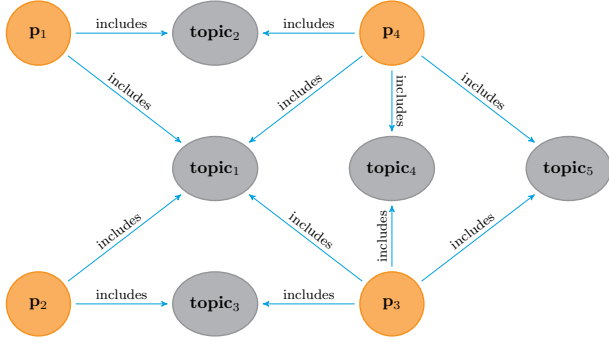 p₁ includes topic₂ includes p₄
includes includes includes includes
topic₁ topic₄ topic₅
includes includes includes includes
p₂ includes topic₃ includes p₃